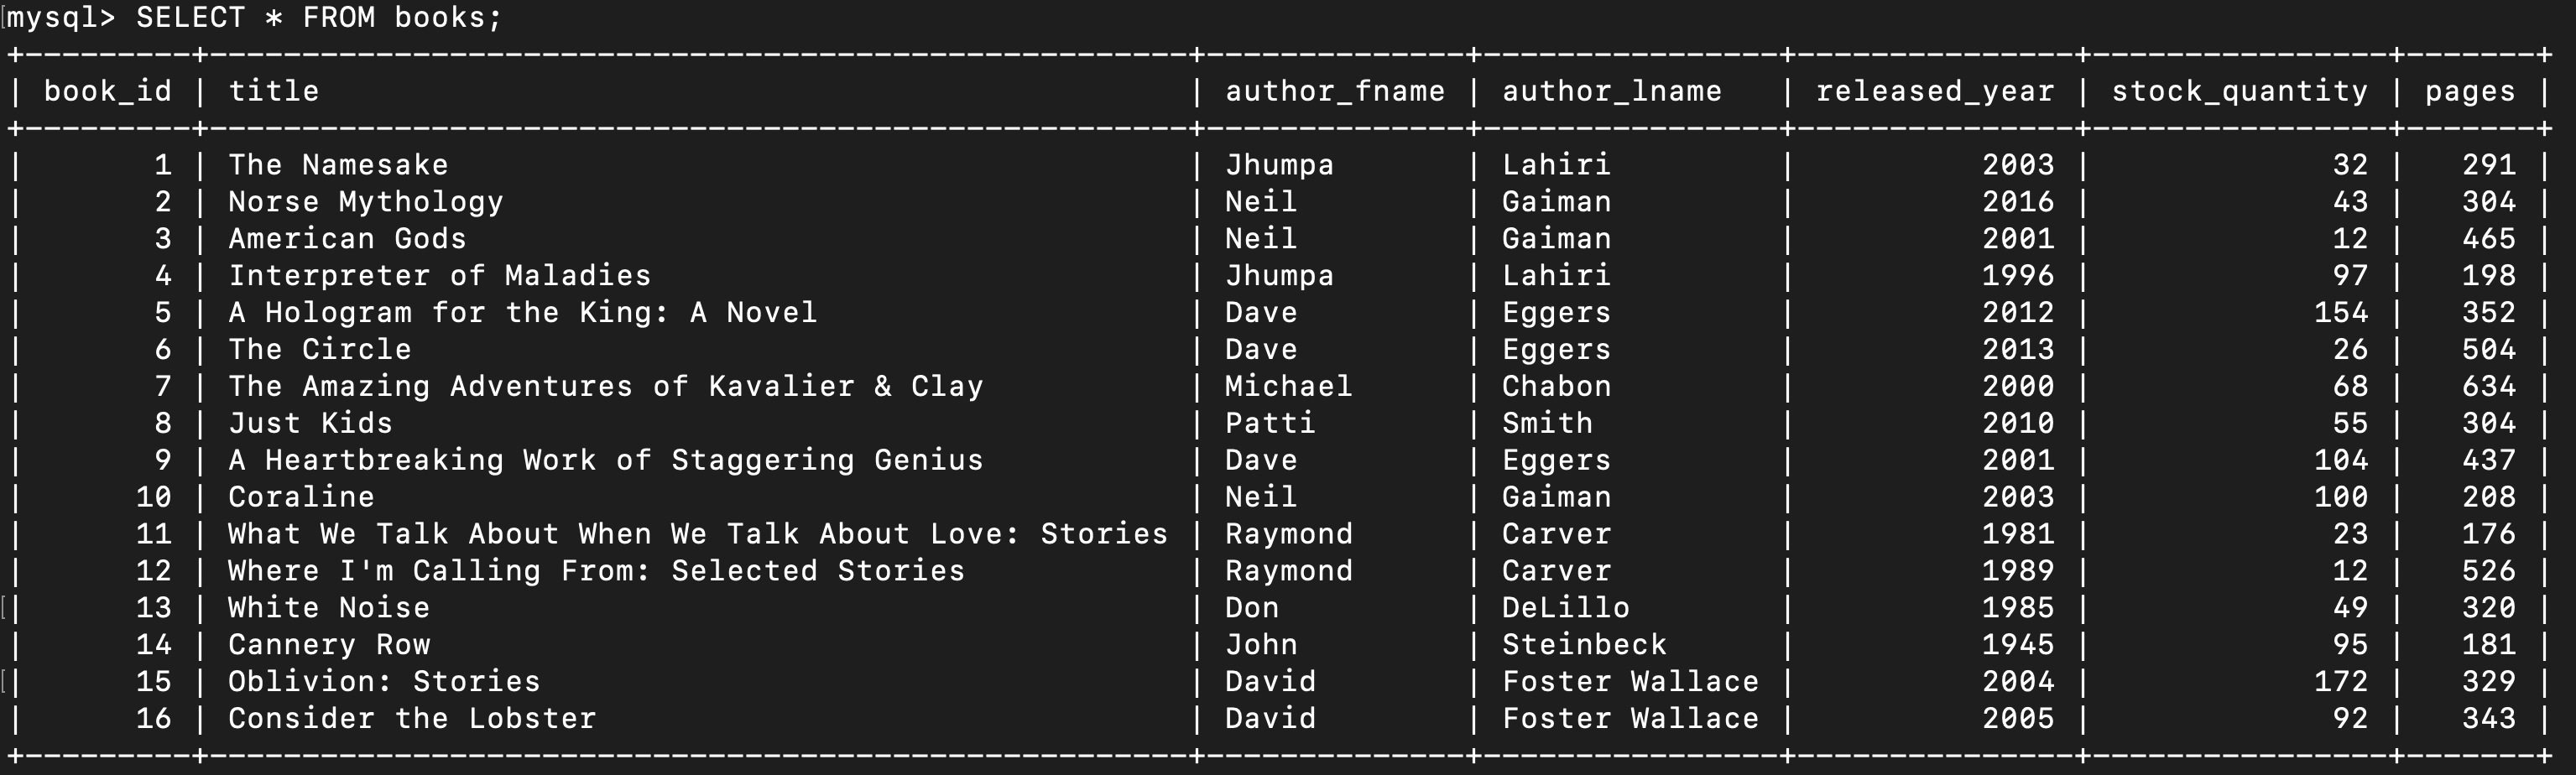 mysql> SELECT * FROM books;
+---------+-----------------------------------------------------+--------------+----------------+---------------+----------------+-------+
| book_id | title                                               | author_fname | author_lname   | released_year | stock_quantity | pages |
+---------+-----------------------------------------------------+--------------+----------------+---------------+----------------+-------+
|       1 | The Namesake                                        | Jhumpa       | Lahiri         |          2003 |             32 |   291 |
|       2 | Norse Mythology                                     | Neil         | Gaiman         |          2016 |             43 |   304 |
|       3 | American Gods                                       | Neil         | Gaiman         |          2001 |             12 |   465 |
|       4 | Interpreter of Maladies                             | Jhumpa       | Lahiri         |          1996 |             97 |   198 |
|       5 | A Hologram for the King: A Novel                    | Dave         | Eggers         |          2012 |            154 |   352 |
|       6 | The Circle                                          | Dave         | Eggers         |          2013 |             26 |   504 |
|       7 | The Amazing Adventures of Kavalier & Clay           | Michael      | Chabon         |          2000 |             68 |   634 |
|       8 | Just Kids                                           | Patti        | Smith          |          2010 |             55 |   304 |
|       9 | A Heartbreaking Work of Staggering Genius           | Dave         | Eggers         |          2001 |            104 |   437 |
|      10 | Coraline                                            | Neil         | Gaiman         |          2003 |            100 |   208 |
|      11 | What We Talk About When We Talk About Love: Stories | Raymond      | Carver         |          1981 |             23 |   176 |
|      12 | Where I'm Calling From: Selected Stories            | Raymond      | Carver         |          1989 |             12 |   526 |
|      13 | White Noise                                         | Don          | DeLillo        |          1985 |             49 |   320 |
|      14 | Cannery Row                                         | John         | Steinbeck      |          1945 |             95 |   181 |
|      15 | Oblivion: Stories                                   | David        | Foster Wallace |          2004 |            172 |   329 |
|      16 | Consider the Lobster                                | David        | Foster Wallace |          2005 |             92 |   343 |
+---------+-----------------------------------------------------+--------------+----------------+---------------+----------------+-------+